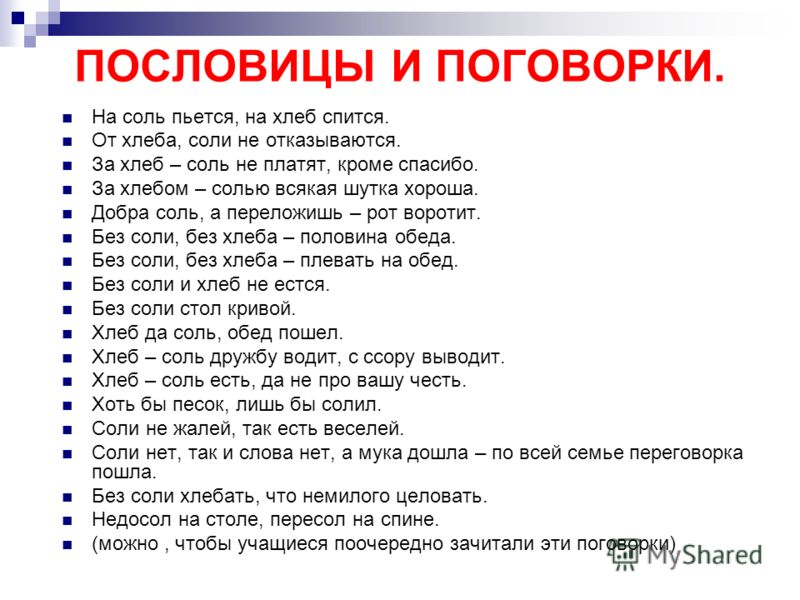 ПОСЛОВИЦЫ И ПОГОВОРКИ.
На соль пьется, на хлеб спится.
От хлеба, соли не отказываются.
За хлеб – соль не платят, кроме спасибо.
За хлебом – солью всякая шутка хороша.
Добра соль, а переложишь – рот воротит.
Без соли, без хлеба – половина обеда.
Без соли, без хлеба – плевать на обед.
Без соли и хлеб не естся.
Без соли стол кривой.
Хлеб да соль, обед пошел.
Хлеб – соль дружбу водит, с ссору выводит.
Хлеб – соль есть, да не про вашу честь.
Хоть бы песок, лишь бы солил.
Соли не жалей, так есть веселей.
Соли нет, так и слова нет, а мука дошла – по всей семье переговорка
пошла.
Без соли хлебать, что немилого целовать.
Недосол на столе, пересол на спине.
(можно , чтобы учащиеся поочередно зачитали эти поговорки)
MyShared